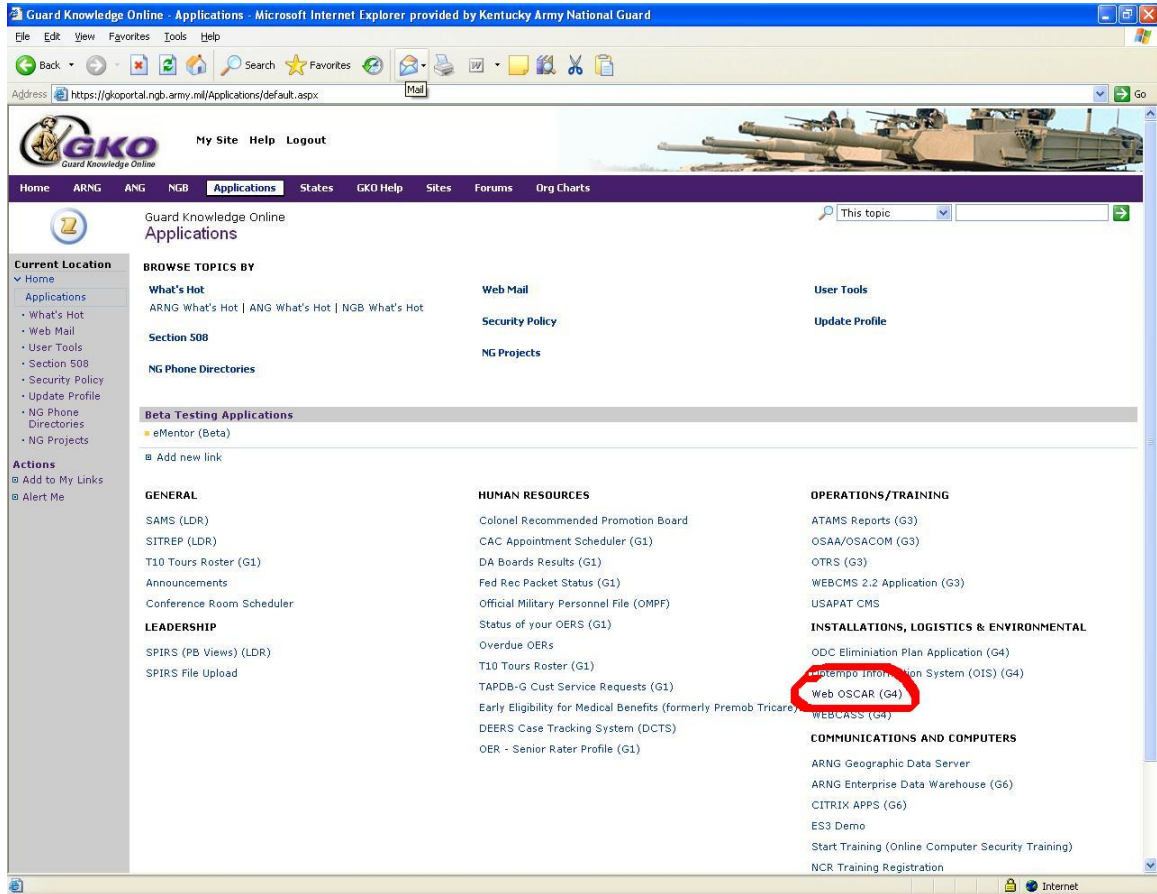 Guard Knowledge Online - Applications - Microsoft Internet Explorer provided by Kentucky Army National Guard
File Edit View Favorites Tools Help
Back Search Favorites
Mail
Address https://gkoportal.ngb.army.mil/Applications/default.aspx Go
GKO
Guard Knowledge Online
My Site Help Logout
Home ARNG ANG NGB Applications States GKO Help Sites Forums Org Charts
Guard Knowledge Online
Applications
This topic
Current Location
Home
Applications
What's Hot
Web Mail
User Tools
Section 508
Security Policy
Update Profile
NG Phone
Directories
NG Projects
Actions
Add to My Links
Alert Me
BROWSE TOPICS BY
What's Hot
ARNG What's Hot | ANG What's Hot | NGB What's Hot
Section 508
NG Phone Directories
Web Mail
Security Policy
NG Projects
User Tools
Update Profile
Beta Testing Applications
eMentor (Beta)
Add new link
GENERAL
SAMS (LDR)
SITREP (LDR)
T10 Tours Roster (G1)
Announcements
Conference Room Scheduler
LEADERSHIP
SPIRS (PB Views) (LDR)
SPIRS File Upload
HUMAN RESOURCES
Colonel Recommended Promotion Board
CAC Appointment Scheduler (G1)
DA Boards Results (G1)
Fed Rec Packet Status (G1)
Official Military Personnel File (OMPF)
Status of your OERS (G1)
Overdue OERs
T10 Tours Roster (G1)
TAPDB-G Cust Service Requests (G1)
Early Eligibility for Medical Benefits (formerly Premob Tricare)
DEERS Case Tracking System (DCTS)
OER - Senior Rater Profile (G1)
OPERATIONS/TRAINING
ATAMS Reports (G3)
OSAA/OSACOM (G3)
OTRS (G3)
WEBCMS 2.2 Application (G3)
USAPAT CMS
INSTALLATIONS, LOGISTICS & ENVIRONMENTAL
ODC Eliminiation Plan Application (G4)
Optempo Information System (OIS) (G4)
Web OSCAR (G4)
WEBCASS (G4)
COMMUNICATIONS AND COMPUTERS
ARNG Geographic Data Server
ARNG Enterprise Data Warehouse (G6)
CITRIX APPS (G6)
ES3 Demo
Start Training (Online Computer Security Training)
NCR Training Registration
Internet